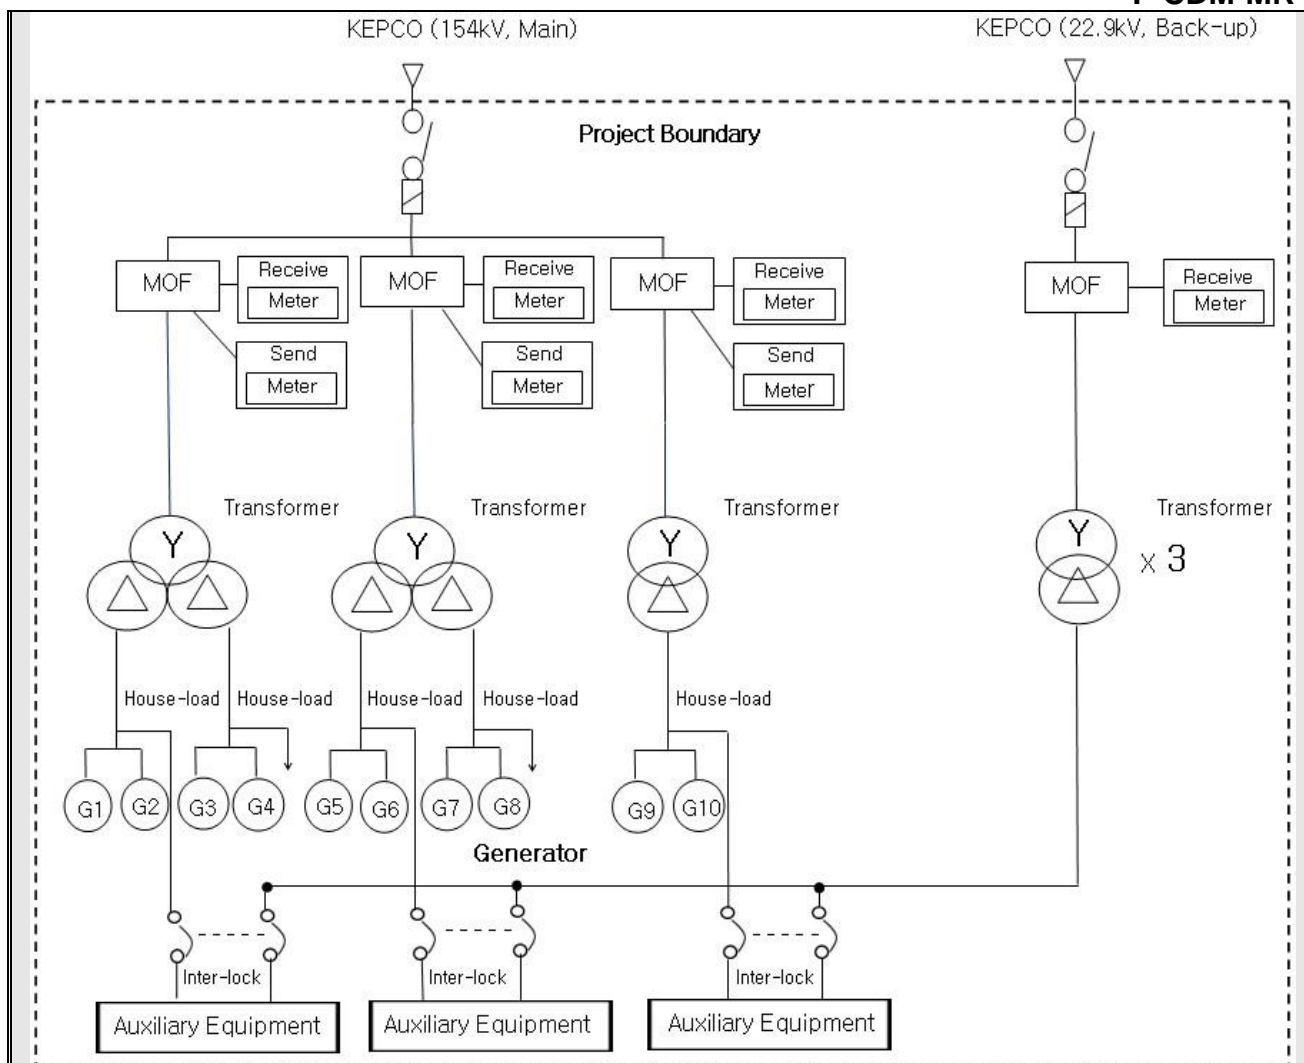 KEPCO (154kV, Main)
KEPCO (22.9kV, Back-up)
Project Boundary
MOF
Receive
Meter
Send
Meter
MOF
Receive
Meter
Send
Meter
MOF
Receive
Meter
Send
Meter
MOF
Receive
Meter
Transformer
Transformer
Transformer
Transformer
Y
Y
Y
Y
x 3
House-load
House-load
House-load
House-load
House-load
G1
G2
G3
G4
G5
G6
G7
G8
G9
G10
Generator
Inter-lock
Inter-lock
Inter-lock
Auxiliary Equipment
Auxiliary Equipment
Auxiliary Equipment